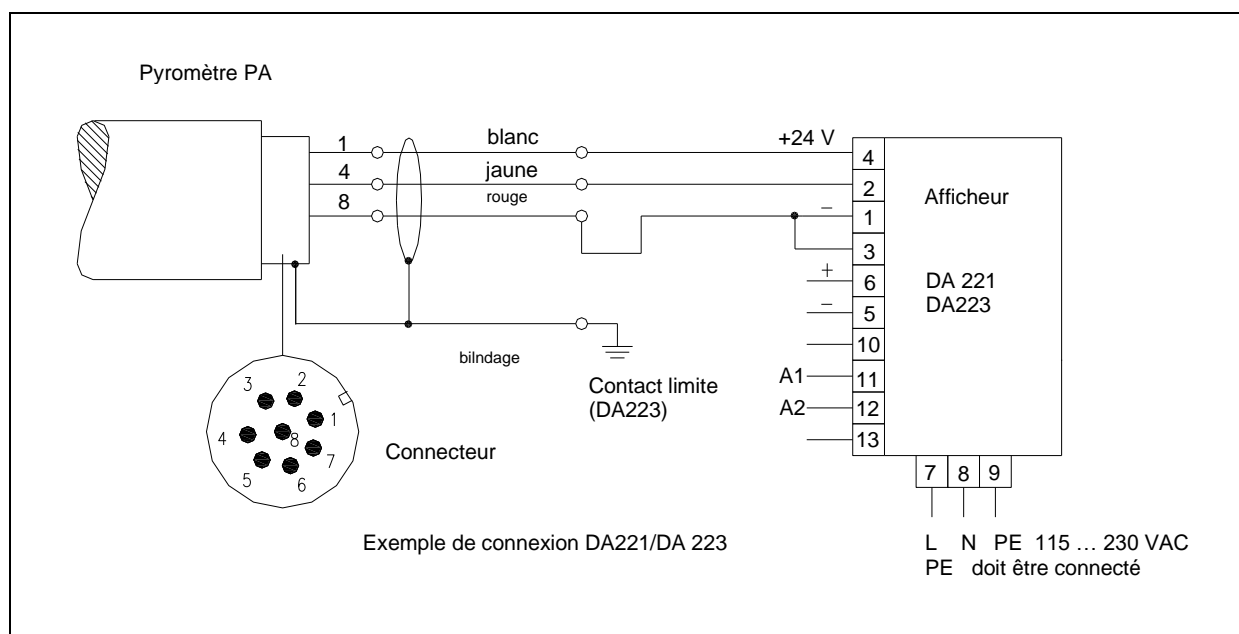 Pyromètre PA
1 blanc +24 V 4
4 jaune 2
8 rouge – 1
3
+ 6
– 5
10
A1 11
A2 12
13
Afficheur
DA 221
DA223
bilndage
Contact limite
(DA223)
3 2
1
4 8
7
5 6
Connecteur
7 8 9
Exemple de connexion DA221/DA 223
L N PE 115 … 230 VAC
PE doit être connecté